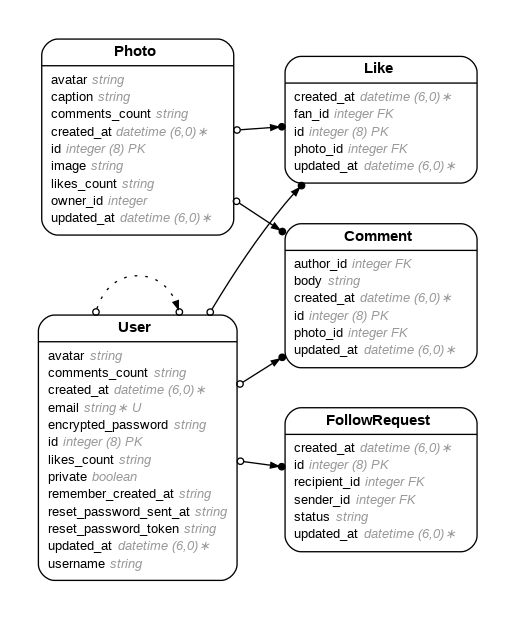 Photo
avatar string
caption string
comments_count string
created_at datetime (6,0)∗
id integer (8) PK
image string
likes_count string
owner_id integer
updated_at datetime (6,0)∗
Like
created_at datetime (6,0)∗
fan_id integer FK
id integer (8) PK
photo_id integer FK
updated_at datetime (6,0)∗
Comment
author_id integer FK
body string
created_at datetime (6,0)∗
id integer (8) PK
photo_id integer FK
updated_at datetime (6,0)∗
User
avatar string
comments_count string
created_at datetime (6,0)∗
email string∗ U
encrypted_password string
id integer (8) PK
likes_count string
private boolean
remember_created_at string
reset_password_sent_at string
reset_password_token string
updated_at datetime (6,0)∗
username string
FollowRequest
created_at datetime (6,0)∗
id integer (8) PK
recipient_id integer FK
sender_id integer FK
status string
updated_at datetime (6,0)∗